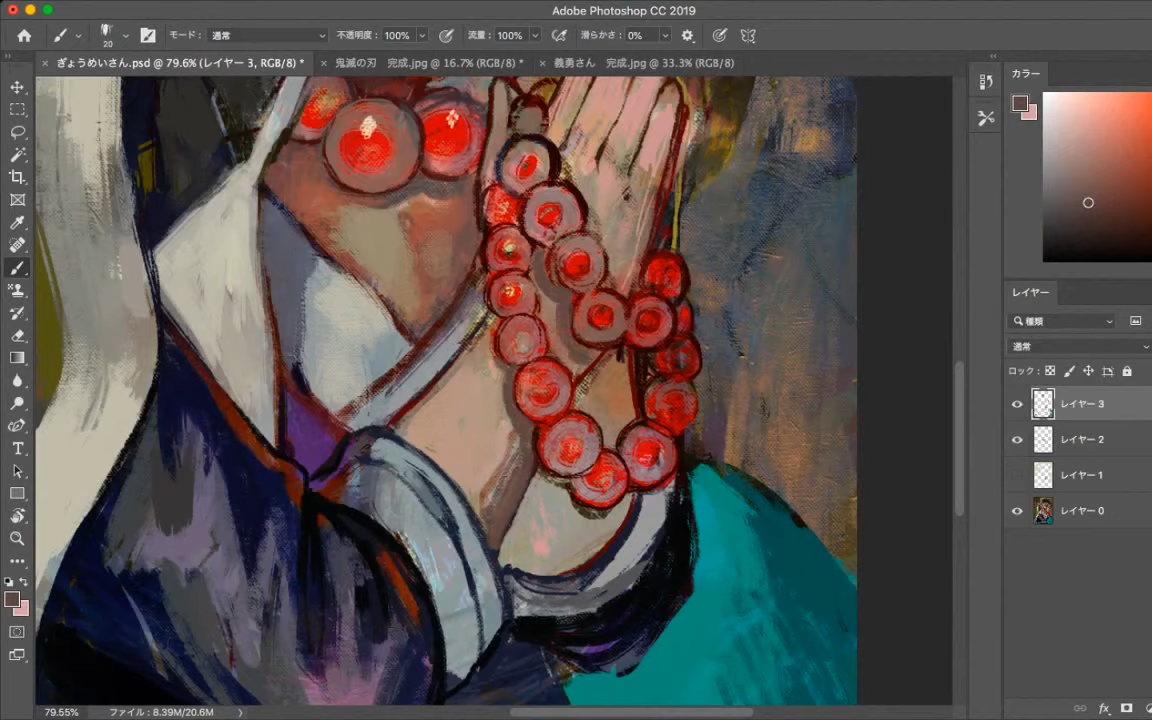 Adobe Photoshop CC 2019
20
モード： 通常 不透明度： 100% 流量： 100% 滑らかさ： 0%
ぎょうめいさん.psd @ 79.6% (レイヤー 3, RGB/8) *
鬼滅の刃 完成.jpg @ 16.7% (RGB/8) *
義勇さん 完成.jpg @ 33.3% (RGB/8)
カラー
レイヤー
種類
通常
ロック：
レイヤー 3
レイヤー 2
レイヤー 1
レイヤー 0
79.55% ファイル : 8.39M/20.6M
fx